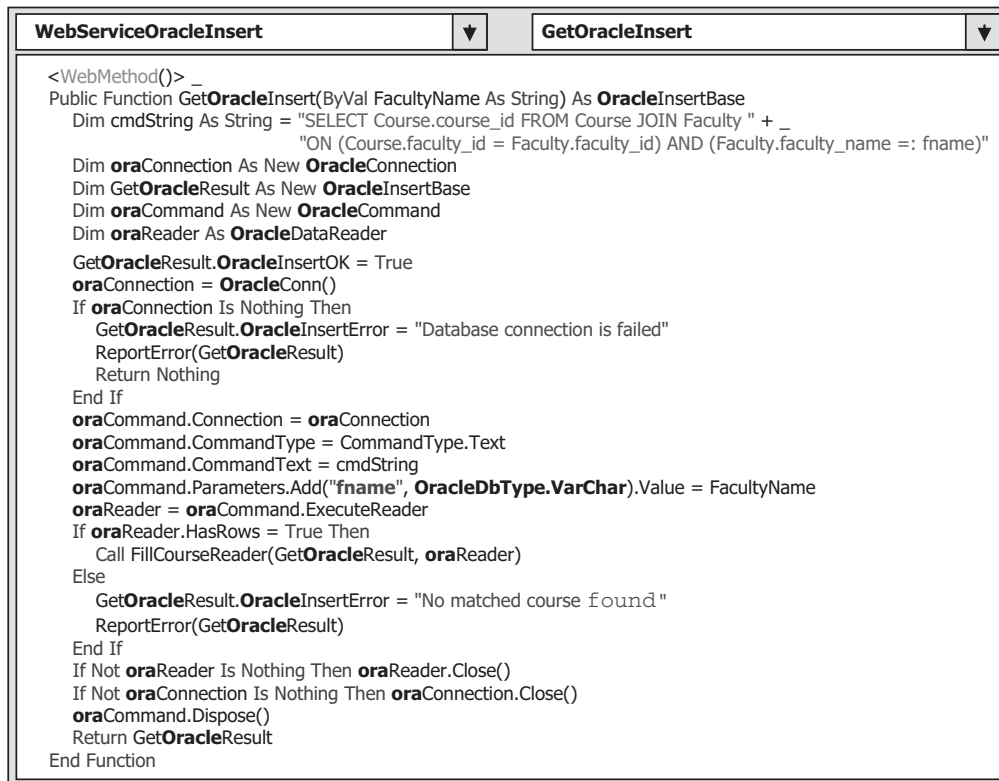 WebServiceOracleInsert GetOracleInsert
<WebMethod()> _
Public Function GetOracleInsert(ByVal FacultyName As String) As OracleInsertBase
Dim cmdString As String = "SELECT Course.course_id FROM Course JOIN Faculty " + _
"ON (Course.faculty_id = Faculty.faculty_id) AND (Faculty.faculty_name =: fname)"
Dim oraConnection As New OracleConnection
Dim GetOracleResult As New OracleInsertBase
Dim oraCommand As New OracleCommand
Dim oraReader As OracleDataReader
GetOracleResult.OracleInsertOK = True
oraConnection = OracleConn()
If oraConnection Is Nothing Then
GetOracleResult.OracleInsertError = "Database connection is failed"
ReportError(GetOracleResult)
Return Nothing
End If
oraCommand.Connection = oraConnection
oraCommand.CommandType = CommandType.Text
oraCommand.CommandText = cmdString
oraCommand.Parameters.Add("fname", OracleDbType.VarChar).Value = FacultyName
oraReader = oraCommand.ExecuteReader
If oraReader.HasRows = True Then
Call FillCourseReader(GetOracleResult, oraReader)
Else
GetOracleResult.OracleInsertError = "No matched course found"
ReportError(GetOracleResult)
End If
If Not oraReader Is Nothing Then oraReader.Close()
If Not oraConnection Is Nothing Then oraConnection.Close()
oraCommand.Dispose()
Return GetOracleResult
End Function